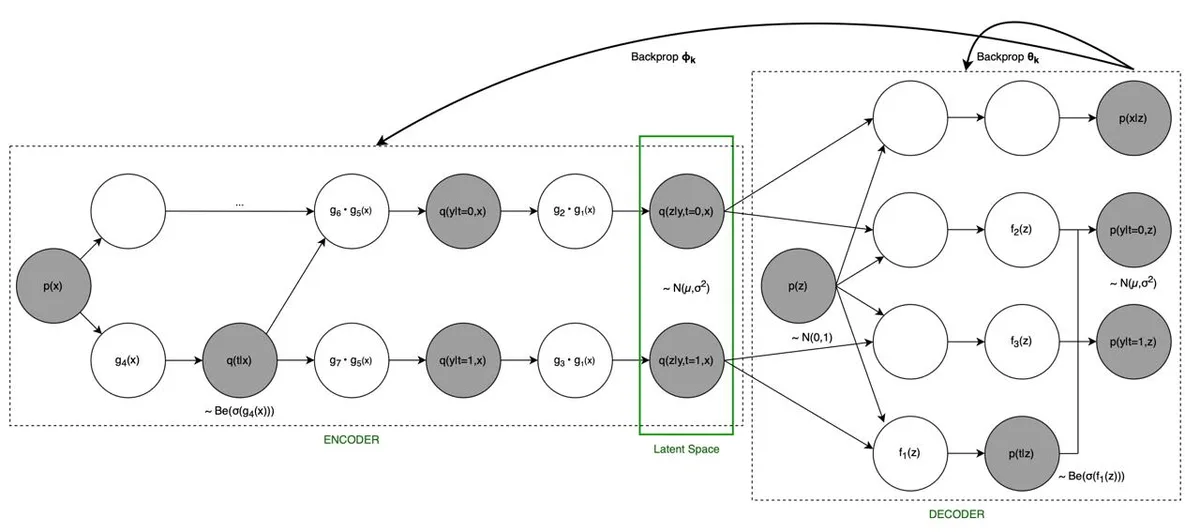 Backprop ϕₖ
Backprop θₖ
p(x|z)
...
g₆ • g₅(x)
q(y|t=0,x)
g₂ • g₁(x)
q(z|y,t=0,x)
f₂(z)
p(y|t=0,z)
p(x)
~ N(μ,σ²)
p(z)
~ N(μ,σ²)
~ N(0,1)
g₄(x)
q(t|x)
g₇ • g₅(x)
q(y|t=1,x)
g₃ • g₁(x)
q(z|y,t=1,x)
f₃(z)
p(y|t=1,z)
~ Be(σ(g₄(x)))
ENCODER
Latent Space
f₁(z)
p(t|z)
~ Be(σ(f₁(z)))
DECODER